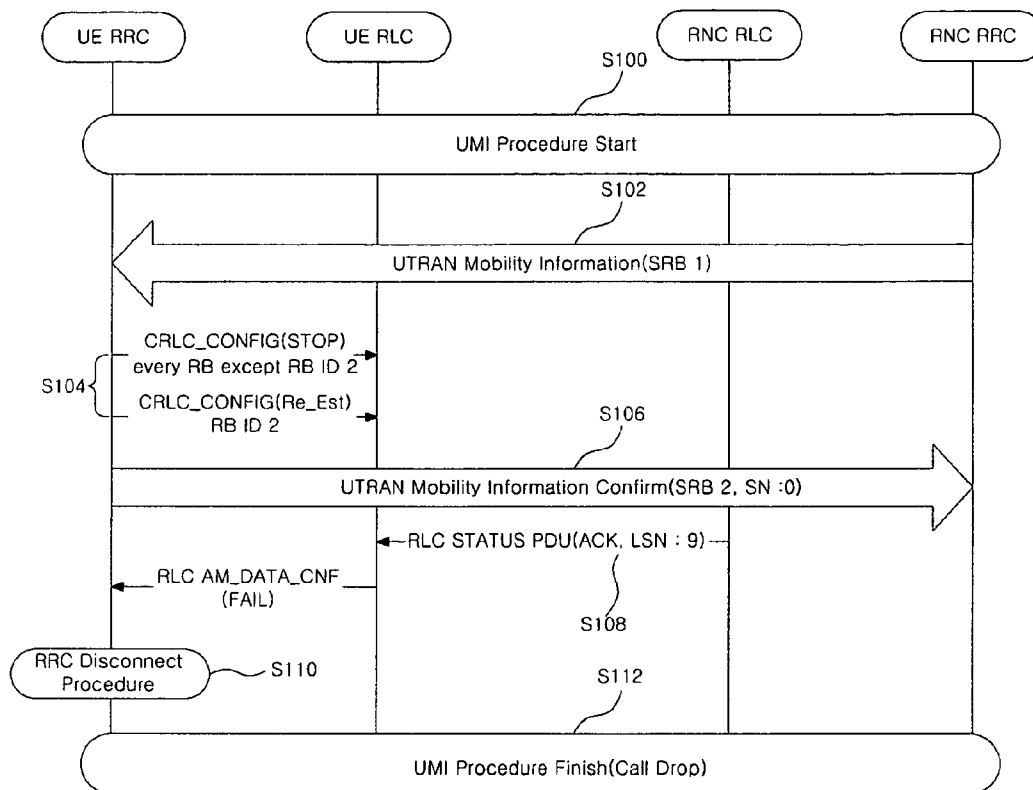 UE RRC
UE RLC
RNC RLC
RNC RRC
S100
UMI Procedure Start
S102
UTRAN Mobility Information(SRB 1)
CRLC_CONFIG(STOP)
every RB except RB ID 2
S104
CRLC_CONFIG(Re_Est)
RB ID 2
S106
UTRAN Mobility Information Confirm(SRB 2, SN :0)
RLC STATUS PDU(ACK, LSN : 9)
RLC AM_DATA_CNF
(FAIL)
S108
RRC Disconnect
Procedure
S110
S112
UMI Procedure Finish(Call Drop)